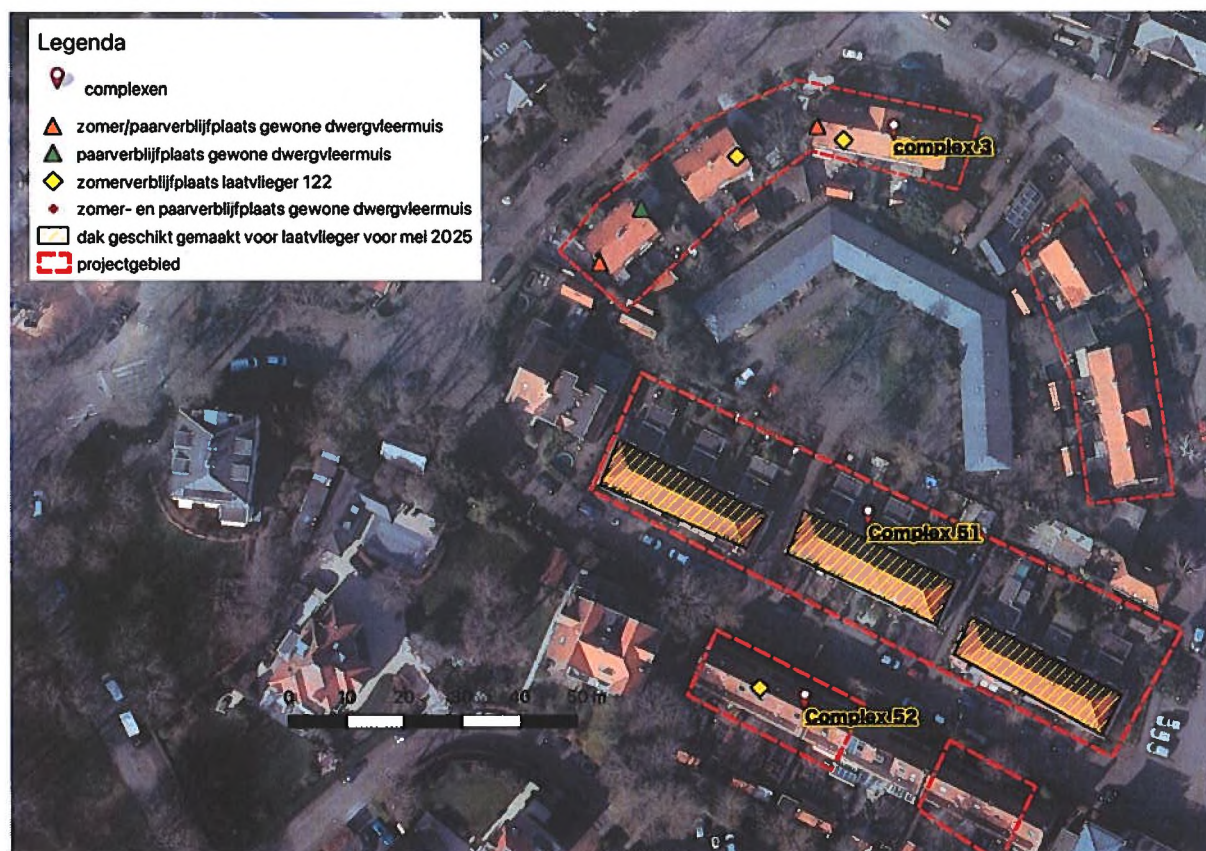 Legenda
complexen
zomer/paarverblijfplaats gewone dwergvleermuis
paarverblijfplaats gewone dwergvleermuis
zomerverblijfplaats laatvlieger 122
zomer- en paarverblijfplaats gewone dwergvleermuis
dak geschikt gemaakt voor laatvlieger voor mei 2025
projectgebied
complex 3
Complex 51
Complex 52
0 10 20 30 40 50 m